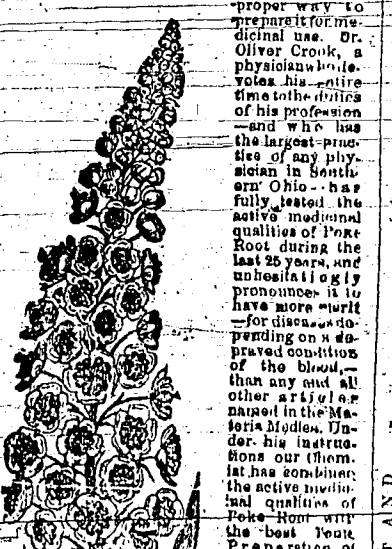 proper way to
prepare it for me-
dicinal use. Dr.
Oliver Crook, a
physician who de-
votes his entire
time to the duties
of his profession
—and who has
the largest prac-
tice of any phy-
sician in South-
ern Ohio—has
fully tested the
active medicinal
qualities of Poke
Root during the
last 25 years, and
unhesitatingly
pronounces it to
have more merit
—for diseases de-
pending on a de-
praved condition
of the blood,—
than any and all
other articles
named in the Ma-
teria Medica. Un-
der his instruc-
tions our Chem-
ist has combined
the active medic-
inal qualities of
Poke Root with
the best
Preparation of
AND